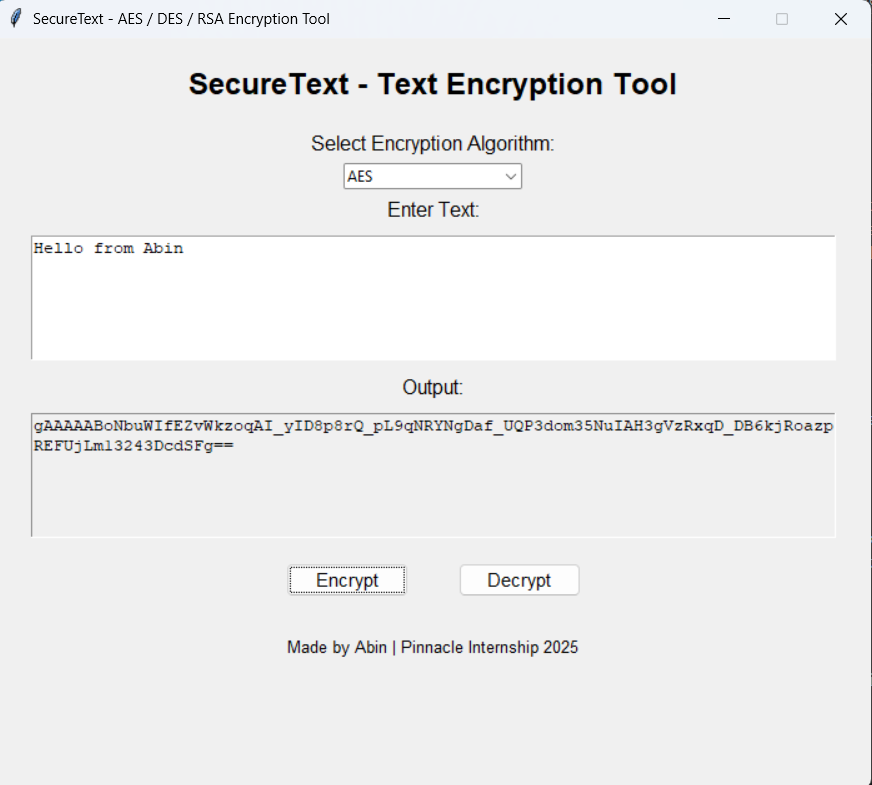 SecureText - AES / DES / RSA Encryption Tool
SecureText - Text Encryption Tool
Select Encryption Algorithm:
AES
Enter Text:
Hello from Abin
Output:
gAAAAABoNbuWIfEZvWkzoqAI_yID8p8rQ_pL9qNRYNgDaf_UQP3dom35NuIAH3gVzRxqD_DB6kjRoazp
REFUjLm13243DcdSFg==
Encrypt
Decrypt
Made by Abin | Pinnacle Internship 2025